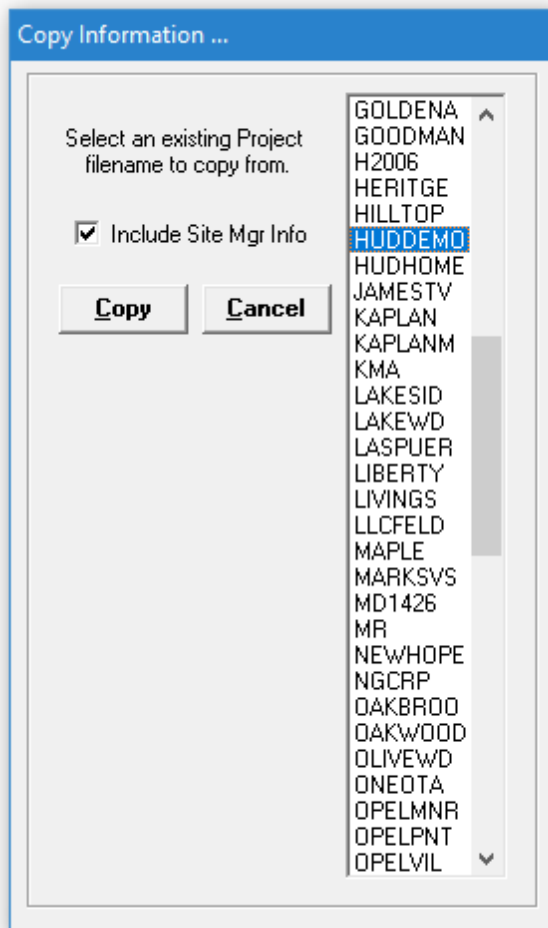 Copy Information ...
Select an existing Project
filename to copy from.
Include Site Mgr Info
Copy
Cancel
GOLDENA
GOODMAN
H2006
HERITGE
HILLTOP
HUDDEMO
HUDHOME
JAMESTV
KAPLAN
KAPLANM
KMA
LAKESID
LAKEWD
LASPUER
LIBERTY
LIVINGS
LLCFELD
MAPLE
MARKSVS
MD1426
MR
NEWHOPE
NGCRP
OAKBROO
OAKWOOD
OLIVEWD
ONEOTA
OPELMNR
OPELPNT
OPELVIL